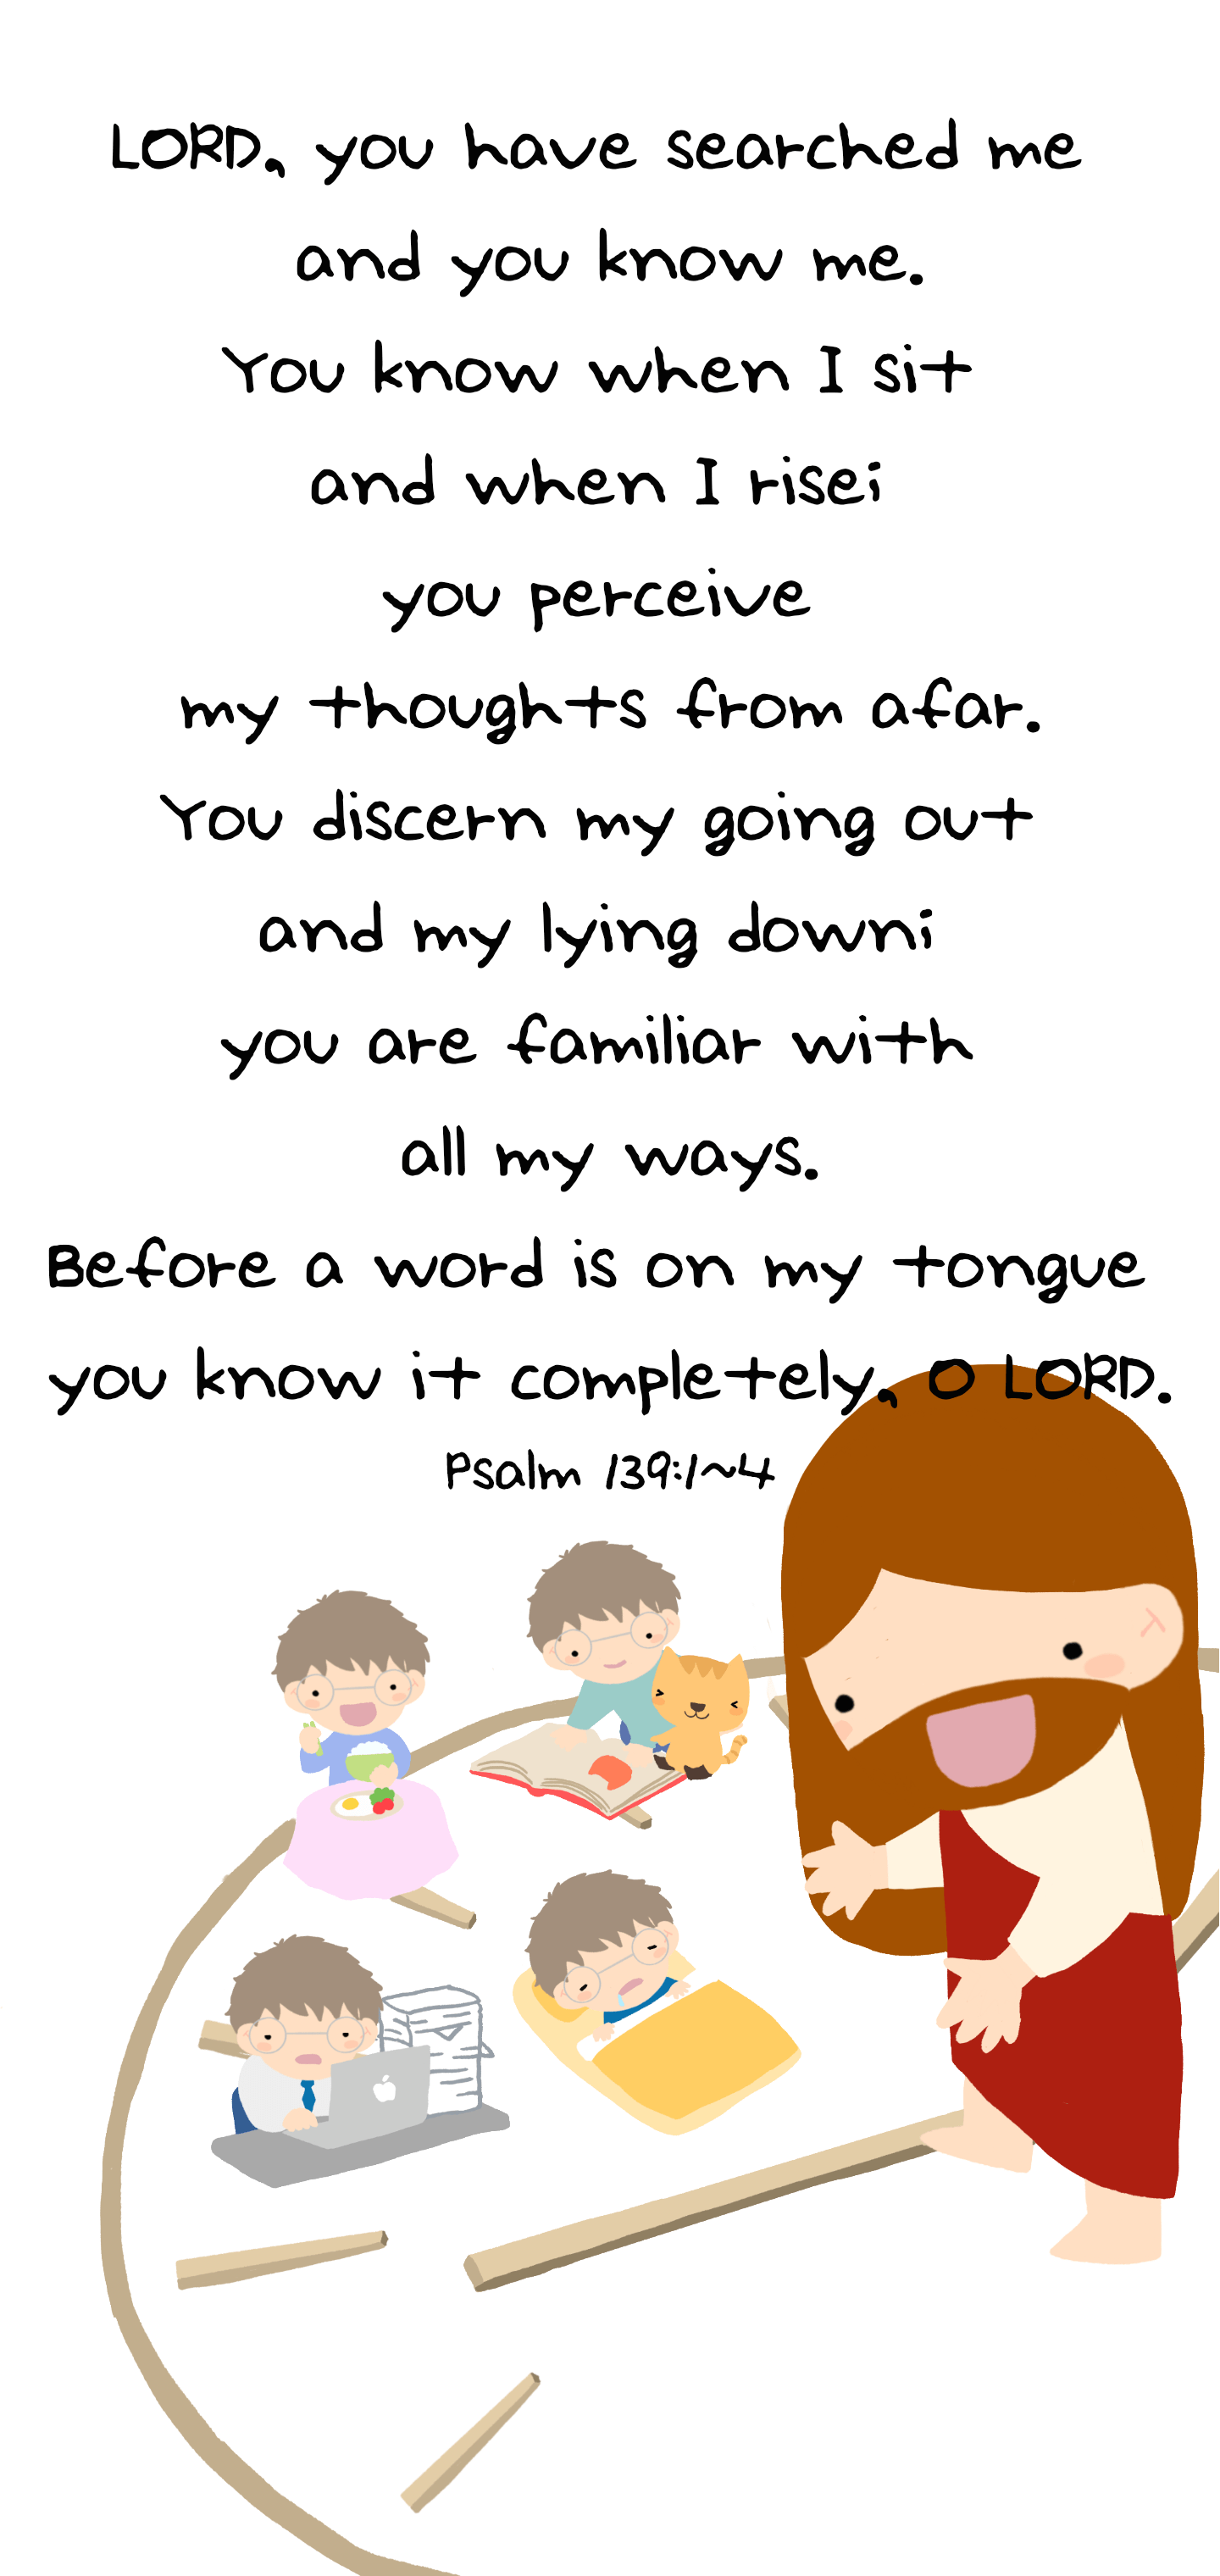 LORD, you have searched me
and you know me.
You know when I sit
and when I rise;
you perceive
my thoughts from afar.
You discern my going out
and my lying down;
you are familiar with
all my ways.
Before a word is on my tongue
you know it completely, O LORD.
Psalm 139:1~4